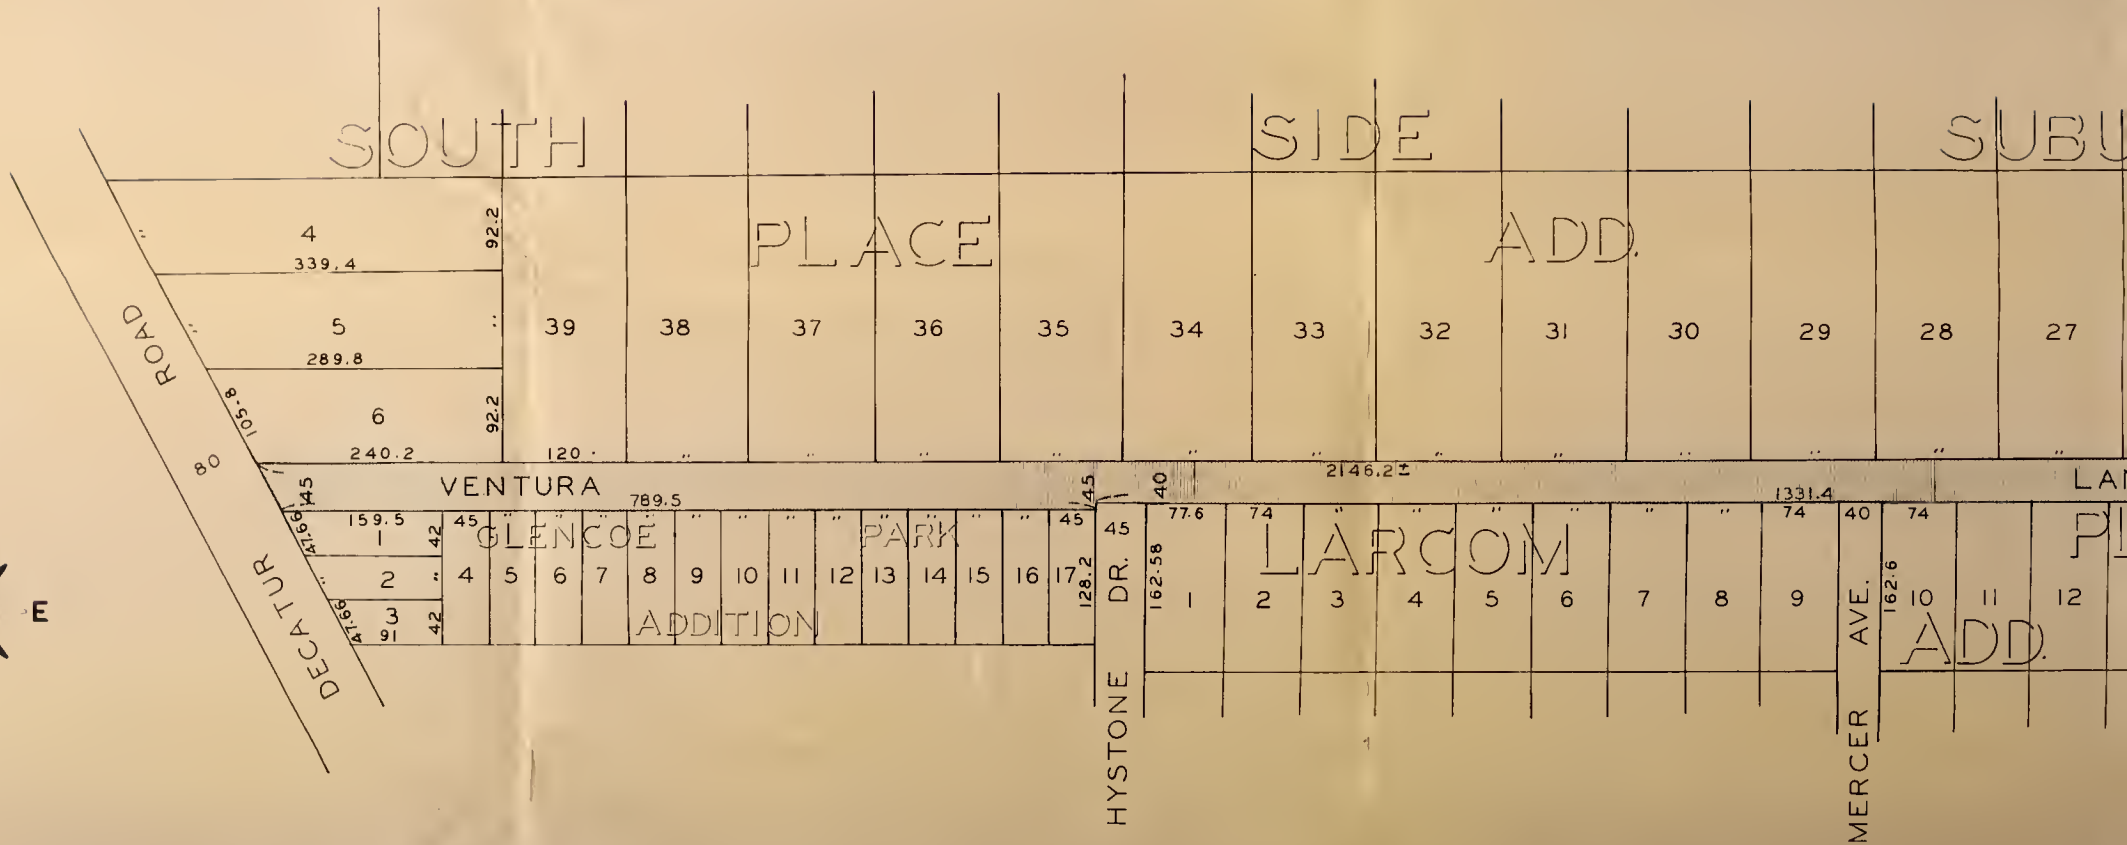 SOUTH SIDE SUBU
PLACE ADD.
4
339.4
92.2
5
289.8
6
240.2
92.2
105.8
39 38 37 36 35 34 33 32 31 30 29 28 27
120 " " " " " " " " " "
DECATUR ROAD
80
45
VENTURA LAN
789.5
45
40
2146.2±
1331.4
GLENCOE PARK
ADDITION
47.66
159.5
1
42
2
"
3
91
42
47.66
45 " " " " " " " " " " " " 45
4 5 6 7 8 9 10 11 12 13 14 15 16 17
128.2
45
HYSTONE DR.
LARCOM PL
ADD.
77.6 74 " " " " " " 74 40 74
162.58
1 2 3 4 5 6 7 8 9
MERCER AVE.
162.6
10 11 12
E